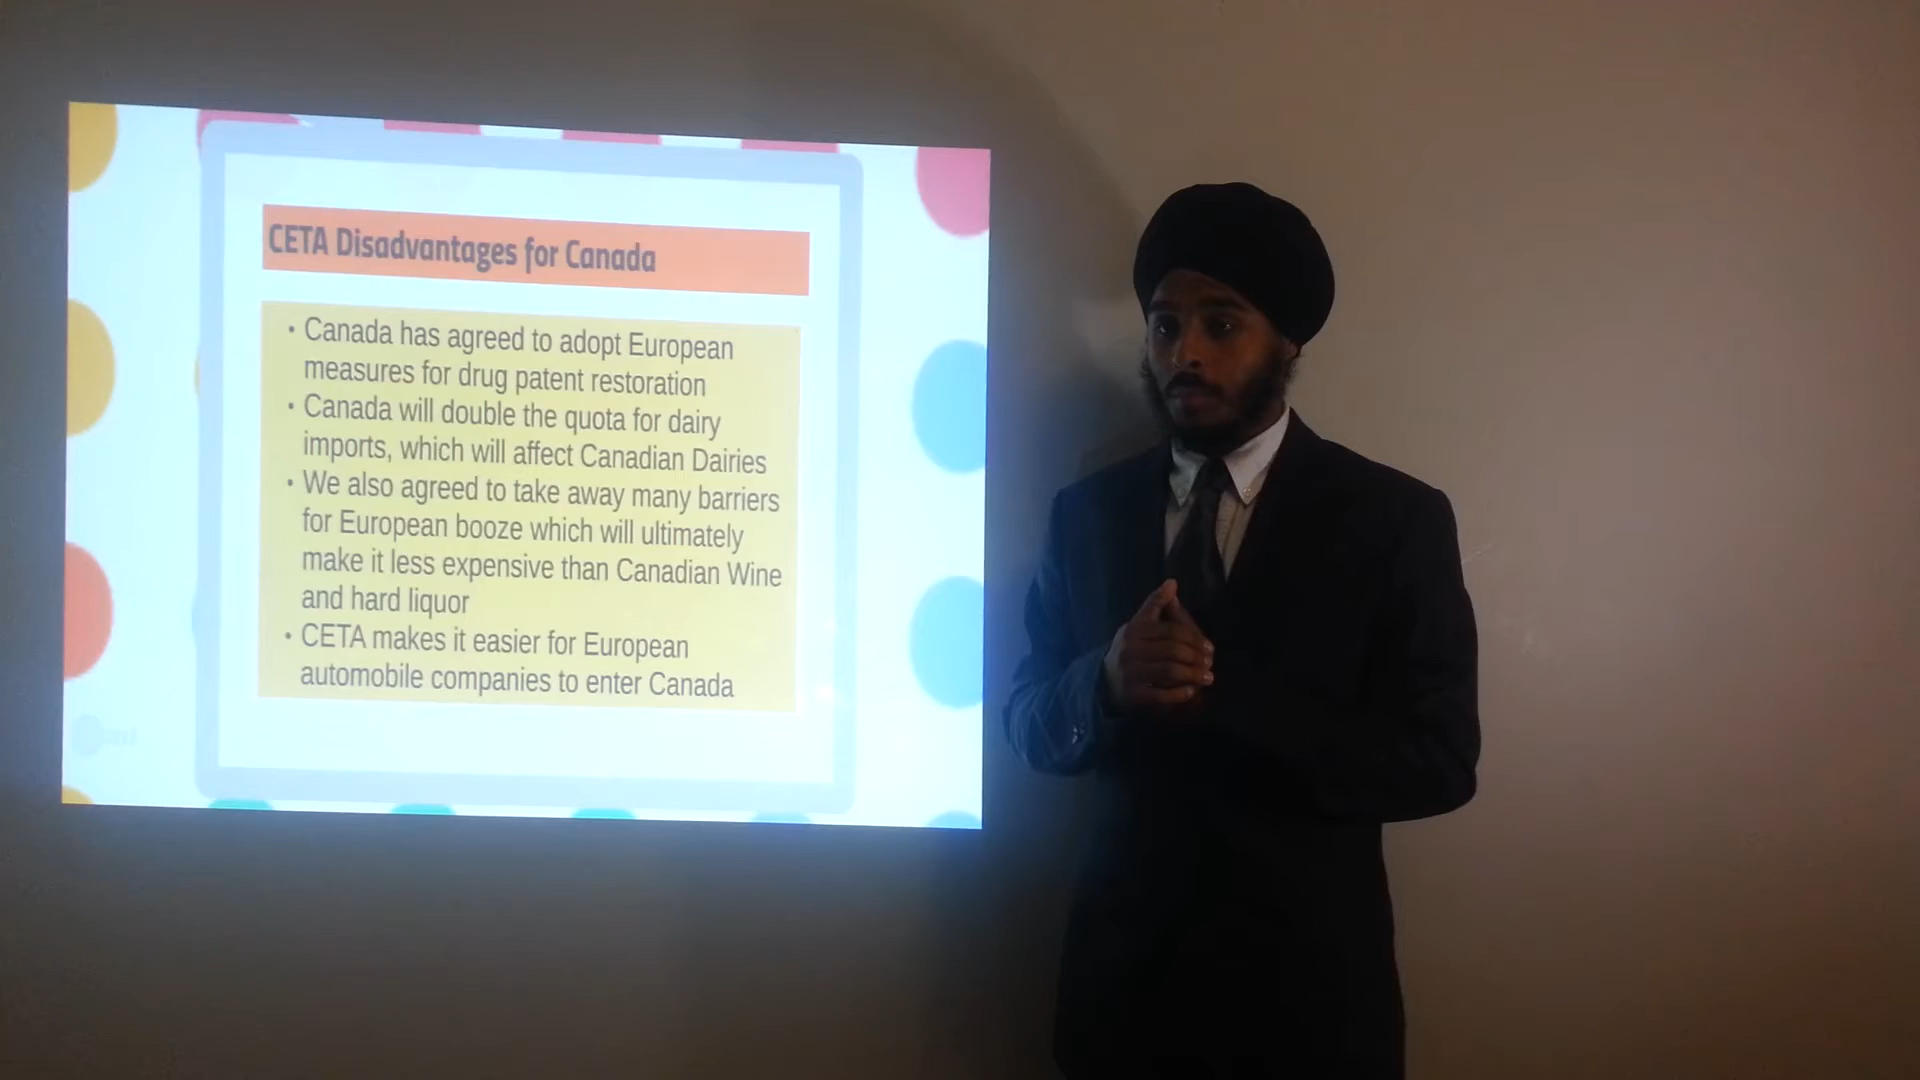 CETA Disadvantages for Canada
• Canada has agreed to adopt European
measures for drug patent restoration
• Canada will double the quota for dairy
imports, which will affect Canadian Dairies
• We also agreed to take away many barriers
for European booze which will ultimately
make it less expensive than Canadian Wine
and hard liquor
• CETA makes it easier for European
automobile companies to enter Canada